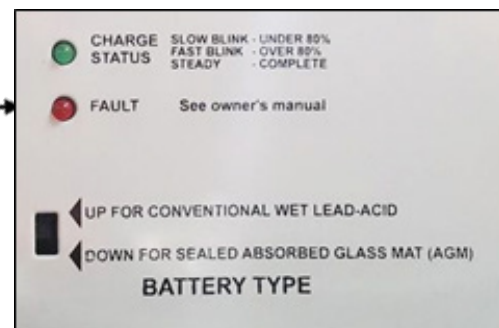 CHARGE STATUS
SLOW BLINK - UNDER 80%
FAST BLINK - OVER 80%
STEADY - COMPLETE
FAULT See owner's manual
UP FOR CONVENTIONAL WET LEAD-ACID
DOWN FOR SEALED ABSORBED GLASS MAT (AGM)
BATTERY TYPE